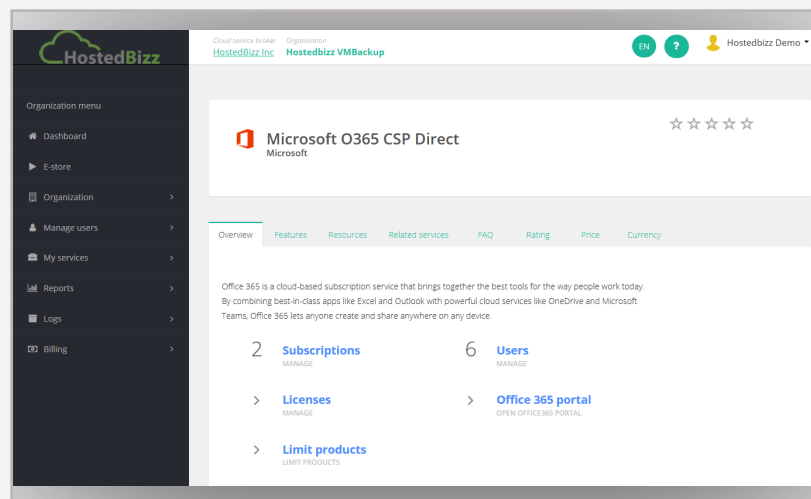 HostedBizz
Cloud service broker Organization
HostedBizz Inc Hostedbizz VMBackup
EN ? Hostedbizz Demo
Organization menu
Dashboard
E-store
Organization
Manage users
My services
Reports
Logs
Billing
Microsoft O365 CSP Direct
Microsoft
Overview Features Resources Related services FAQ Rating Price Currency
Office 365 is a cloud-based subscription service that brings together the best tools for the way people work today.
By combining best-in-class apps like Excel and Outlook with powerful cloud services like OneDrive and Microsoft
Teams, Office 365 lets anyone create and share anywhere on any device.
2 Subscriptions 6 Users
MANAGE MANAGE
Licenses Office 365 portal
MANAGE OPEN OFFICE365 PORTAL
Limit products
LIMIT PRODUCTS